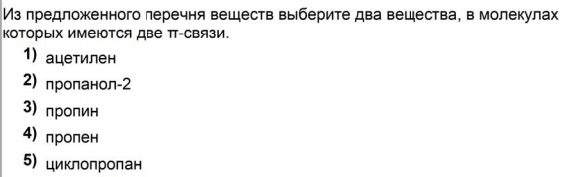 Из предложенного перечня веществ выберите два вещества, в молекулах
которых имеются две π-связи.
1) ацетилен
2) пропанол-2
3) пропин
4) пропен
5) циклопропан